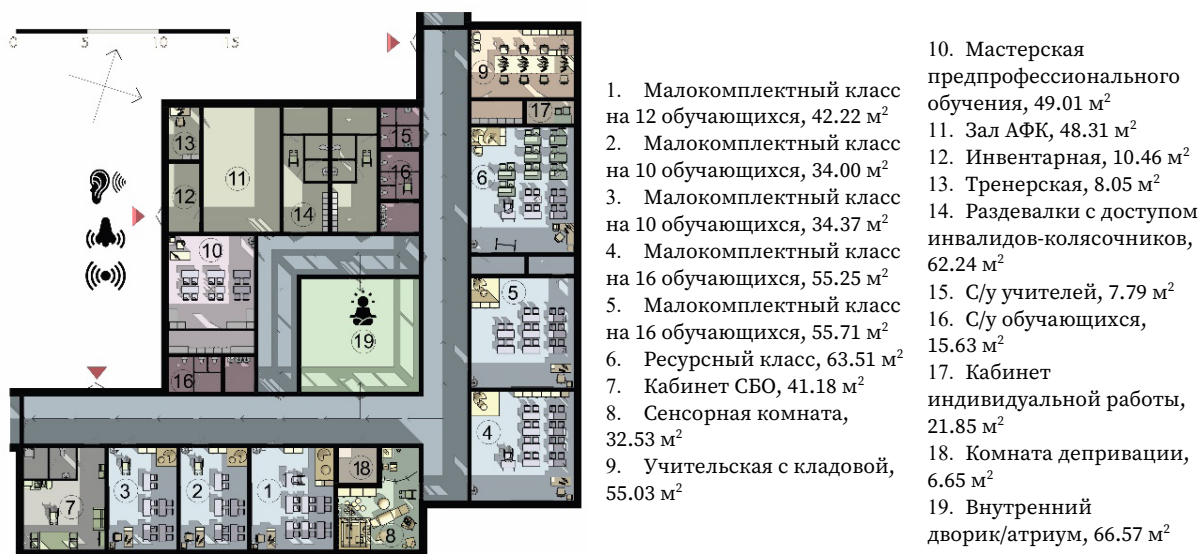 0 5 10 15
9
17
13
15
16
6
11
12
14
10
5
19
16
4
18
3
2
1
7
8
1. Малокомплектный класс
на 12 обучающихся, 42.22 м²
2. Малокомплектный класс
на 10 обучающихся, 34.00 м²
3. Малокомплектный класс
на 10 обучающихся, 34.37 м²
4. Малокомплектный класс
на 16 обучающихся, 55.25 м²
5. Малокомплектный класс
на 16 обучающихся, 55.71 м²
6. Ресурсный класс, 63.51 м²
7. Кабинет СБО, 41.18 м²
8. Сенсорная комната,
32.53 м²
9. Учительская с кладовой,
55.03 м²
10. Мастерская
предпрофессионального
обучения, 49.01 м²
11. Зал АФК, 48.31 м²
12. Инвентарная, 10.46 м²
13. Тренерская, 8.05 м²
14. Раздевалки с доступом
инвалидов-колясочников,
62.24 м²
15. С/у учителей, 7.79 м²
16. С/у обучающихся,
15.63 м²
17. Кабинет
индивидуальной работы,
21.85 м²
18. Комната депривации,
6.65 м²
19. Внутренний
дворик/атриум, 66.57 м²